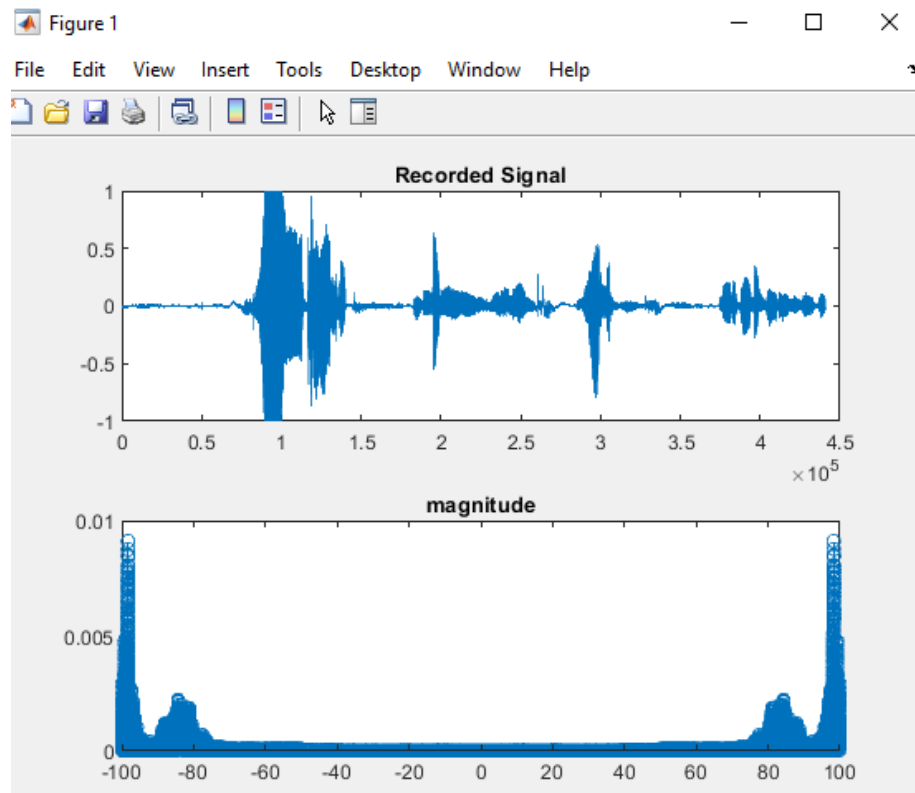 Figure 1
File Edit View Insert Tools Desktop Window Help
Recorded Signal
1
0.5
0
-0.5
-1
0 0.5 1 1.5 2 2.5 3 3.5 4 4.5
×10^5
magnitude
0.01
0.005
0
-100 -80 -60 -40 -20 0 20 40 60 80 100